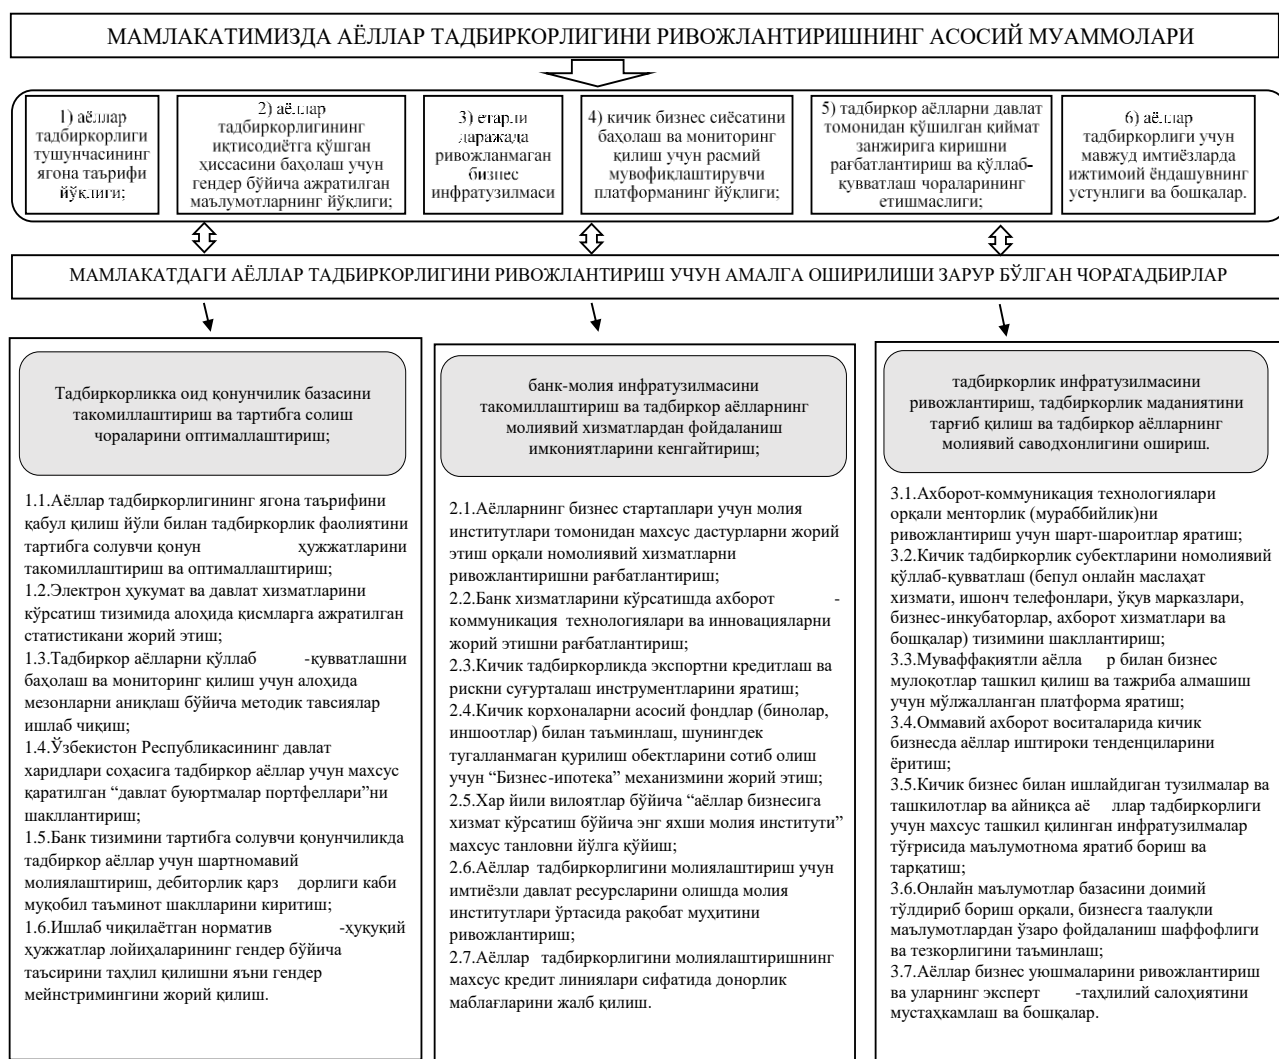 МАМЛАКАТИМИЗДА АЁЛЛАР ТАДБИРКОРЛИГИНИ РИВОЖЛАНТИРИШНИНГ АСОСИЙ МУАММОЛАРИ
1) аёллар
тадбиркорлиги
тушунчасининг
ягона таърифи
йўқлиги;
2) аёллар
тадбиркорлигининг
иқтисодиётга қўшган
ҳиссасини баҳолаш учун
гендер бўйича ажратилган
маълумотларнинг йўқлиги;
3) етарли
даражада
ривожланмаган
бизнес
инфратузилмаси
4) кичик бизнес сиёсатини
баҳолаш ва мониторинг
қилиш учун расмий
мувофиқлаштирувчи
платформанинг йўқлиги;
5) тадбиркор аёлларни давлат
томонидан қўшилган қиймат
занжирига киришни
рағбатлантириш ва қўллаб-
қувватлаш чораларининг
етишмаслиги;
6) аёллар
тадбиркорлиги учун
мавжуд имтиёзларда
ижтимоий ёндашувнинг
устунлиги ва бошқалар.
МАМЛАКАТДАГИ АЁЛЛАР ТАДБИРКОРЛИГИНИ РИВОЖЛАНТИРИШ УЧУН АМАЛГА ОШИРИЛИШИ ЗАРУР БЎЛГАН ЧОРАТАДБИРЛАР
Тадбиркорликка оид қонунчилик базасини
такомиллаштириш ва тартибга солиш
чораларини оптималлаштириш;
1.1.Аёллар тадбиркорлигининг ягона таърифини
қабул қилиш йўли билан тадбиркорлик фаолиятини
тартибга солувчи қонун ҳужжатларини
такомиллаштириш ва оптималлаштириш;
1.2.Электрон ҳукумат ва давлат хизматларини
кўрсатиш тизимида алоҳида қисмларга ажратилган
статистикани жорий этиш;
1.3.Тадбиркор аёлларни қўллаб -қувватлашни
баҳолаш ва мониторинг қилиш учун алоҳида
мезонларни аниқлаш бўйича методик тавсиялар
ишлаб чиқиш;
1.4.Ўзбекистон Республикасининг давлат
харидлари соҳасига тадбиркор аёллар учун махсус
қаратилган “давлат буюртмалар портфеллари”ни
шакллантириш;
1.5.Банк тизимини тартибга солувчи қонунчиликда
тадбиркор аёллар учун шартномавий
молиялаштириш, дебиторлик қарз дорлиги каби
муқобил таъминот шаклларини киритиш;
1.6.Ишлаб чиқилаётган норматив -ҳуқуқий
ҳужжатлар лойиҳаларининг гендер бўйича
таъсирини таҳлил қилишни яъни гендер
мейнстримингини жорий қилиш.
банк-молия инфратузилмасини
такомиллаштириш ва тадбиркор аёлларнинг
молиявий хизматлардан фойдаланиш
имкониятларини кенгайтириш;
2.1.Аёлларнинг бизнес стартаплари учун молия
институтлари томонидан махсус дастурларни жорий
этиш орқали номолиявий хизматларни
ривожлантиришни рағбатлантириш;
2.2.Банк хизматларини кўрсатишда ахборот -
коммуникация технологиялари ва инновацияларни
жорий этишни рағбатлантириш;
2.3.Кичик тадбиркорликда экспортни кредитлаш ва
рискни суғурталаш инструментларини яратиш;
2.4.Кичик корхоналарни асосий фондлар (бинолар,
иншоотлар) билан таъминлаш, шунингдек
тугалланмаган қурилиш обектларини сотиб олиш
учун “Бизнес-ипотека” механизмини жорий этиш;
2.5.Хар йили вилоятлар бўйича “аёллар бизнесига
хизмат кўрсатиш бўйича энг яхши молия институти”
махсус танловни йўлга қўйиш;
2.6.Аёллар тадбиркорлигини молиялаштириш учун
имтиёзли давлат ресурсларини олишда молия
институтлари ўртасида рақобат муҳитини
ривожлантириш;
2.7.Аёллар тадбиркорлигини молиялаштиришнинг
махсус кредит линиялари сифатида донорлик
маблағларини жалб қилиш.
тадбиркорлик инфратузилмасини
ривожлантириш, тадбиркорлик маданиятини
тарғиб қилиш ва тадбиркор аёлларнинг
молиявий саводхонлигини ошириш.
3.1.Ахборот-коммуникация технологиялари
орқали менторлик (мураббийлик)ни
ривожлантириш учун шарт-шароитлар яратиш;
3.2.Кичик тадбиркорлик субектларини номолиявий
қўллаб-қувватлаш (бепул онлайн маслаҳат
хизмати, ишонч телефонлари, ўқув марказлари,
бизнес-инкубаторлар, ахборот хизматлари ва
бошқалар) тизимини шакллантириш;
3.3.Муваффақиятли аёлла р билан бизнес
мулоқотлар ташкил қилиш ва тажриба алмашиш
учун мўлжалланган платформа яратиш;
3.4.Оммавий ахборот воситаларида кичик
бизнесда аёллар иштироки тенденциларини
ёритиш;
3.5.Кичик бизнес билан ишлайдиган тузилмалар ва
ташкилотлар ва айниқса аё ллар тадбиркорлиги
учун махсус ташкил қилинган инфратузилмалар
тўғрисида маълумотнома яратиб бориш ва
тарқатиш;
3.6.Онлайн маълумотлар базасини доимий
тўлдириб бориш орқали, бизнесга таалуқли
маълумотлардан ўзаро фойдаланиш шаффофлиги
ва тезкорлигини таъминлаш;
3.7.Аёллар бизнес уюшмаларини ривожлантириш
ва уларнинг эксперт -таҳлилий салоҳиятини
мустаҳкамлаш ва бошқалар.